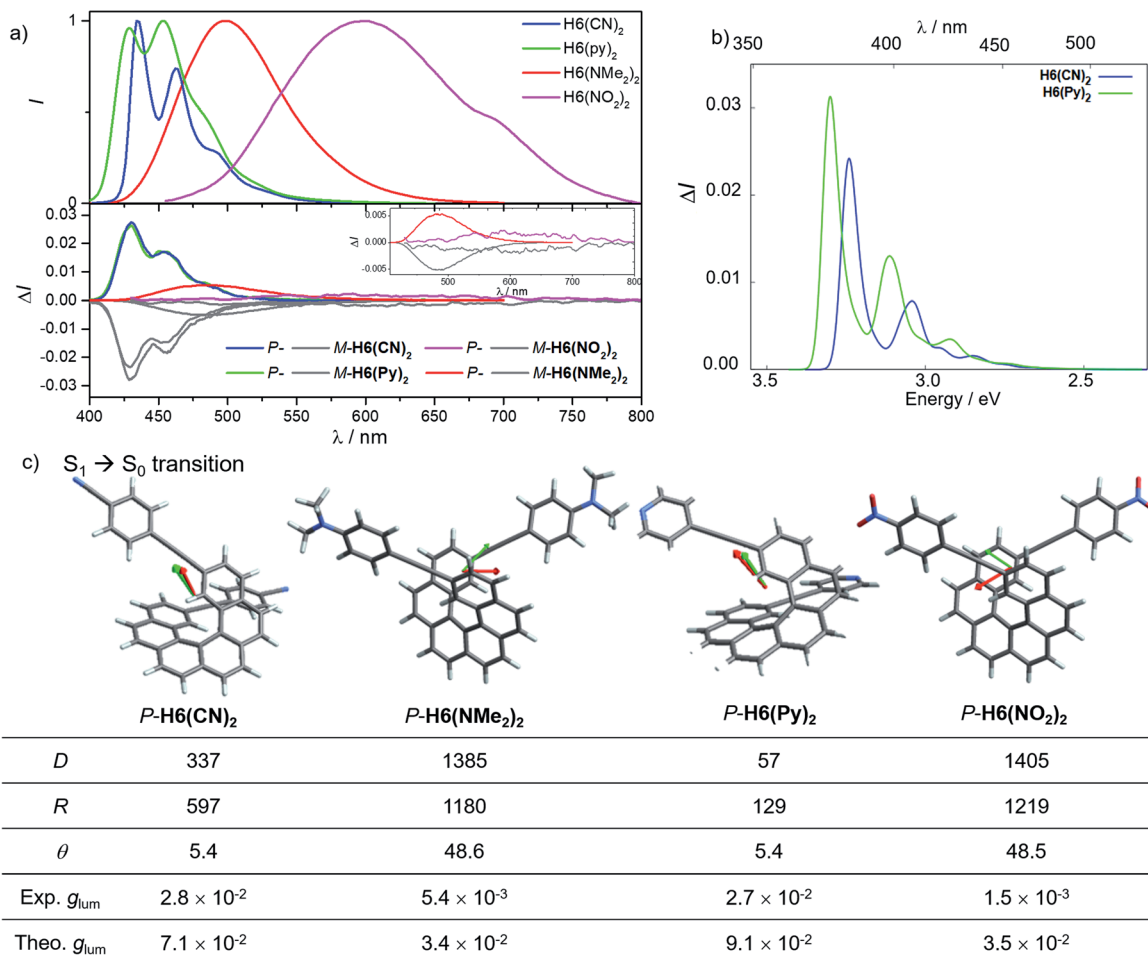 a)
1
0
I
H6(CN)₂
H6(py)₂
H6(NMe₂)₂
H6(NO₂)₂
0.03
0.02
0.01
0.00
-0.01
-0.02
-0.03
ΔI
0.005
0.000
-0.005
ΔI
500 600 700 800
λ / nm
P- M-H6(CN)₂ P- M-H6(NO₂)₂
P- M-H6(Py)₂ P- M-H6(NMe₂)₂
400 450 500 550 600 650 700 750 800
λ / nm
b)
λ / nm
350 400 450 500
H6(CN)₂
H6(Py)₂
0.03
0.02
0.01
0.00
ΔI
3.5 3.0 2.5
Energy / eV
c) S₁ → S₀ transition
P-H6(CN)₂ P-H6(NMe₂)₂ P-H6(Py)₂ P-H6(NO₂)₂
D 337 1385 57 1405
R 597 1180 129 1219
θ 5.4 48.6 5.4 48.5
Exp. g_lum 2.8 × 10⁻² 5.4 × 10⁻³ 2.7 × 10⁻² 1.5 × 10⁻³
Theo. g_lum 7.1 × 10⁻² 3.4 × 10⁻² 9.1 × 10⁻² 3.5 × 10⁻²